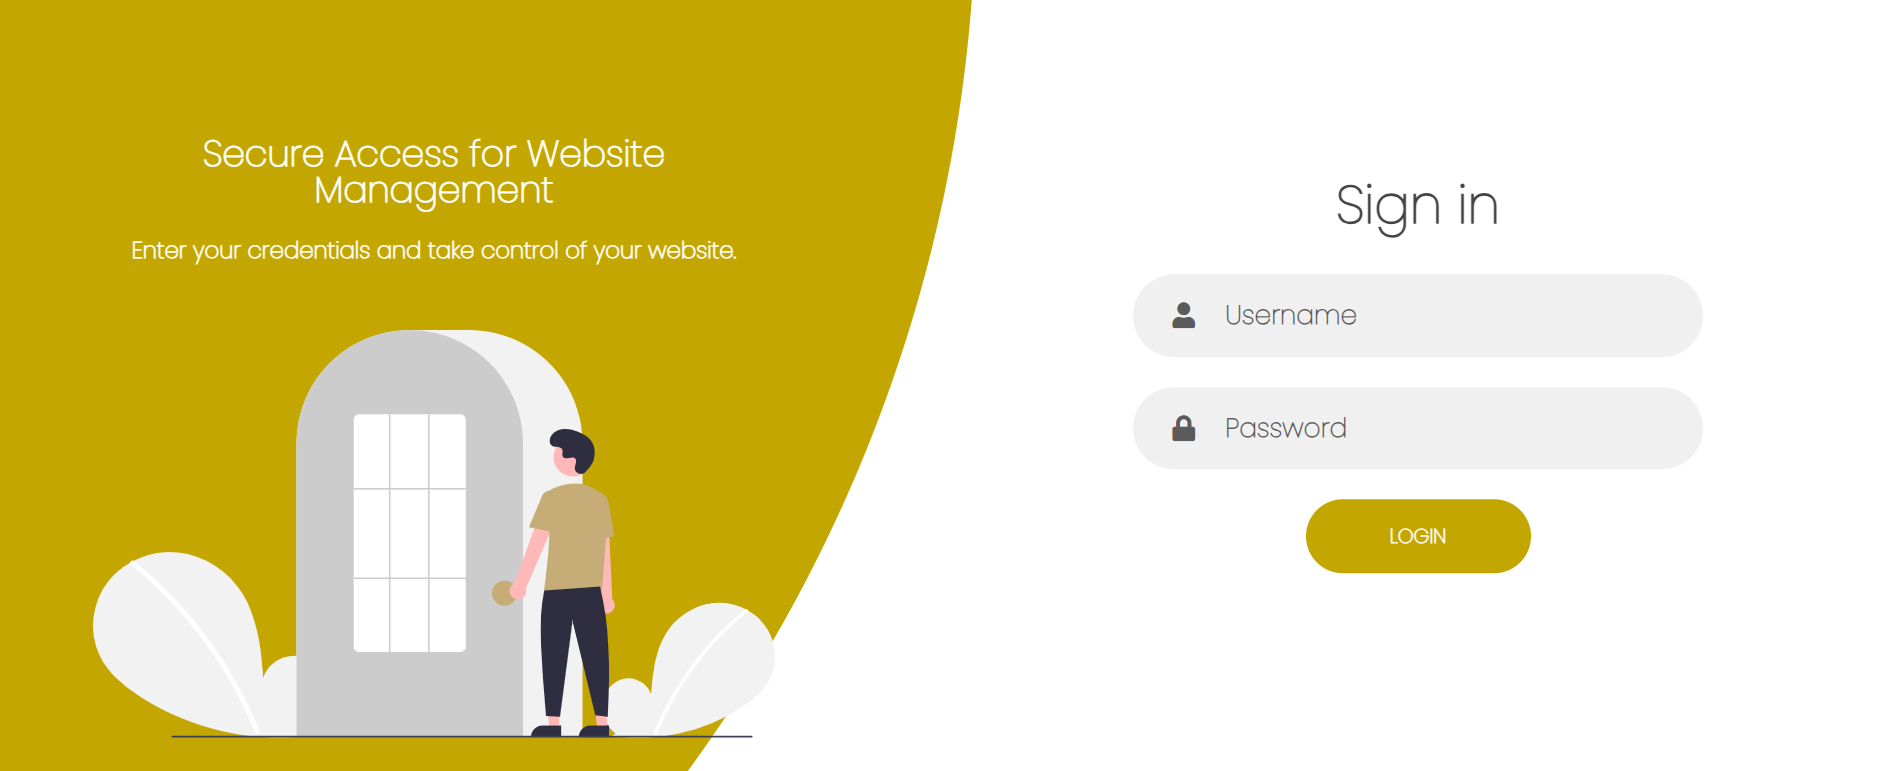 Secure Access for Website
Management
Enter your credentials and take control of your website.
Sign in
Username
Password
LOGIN